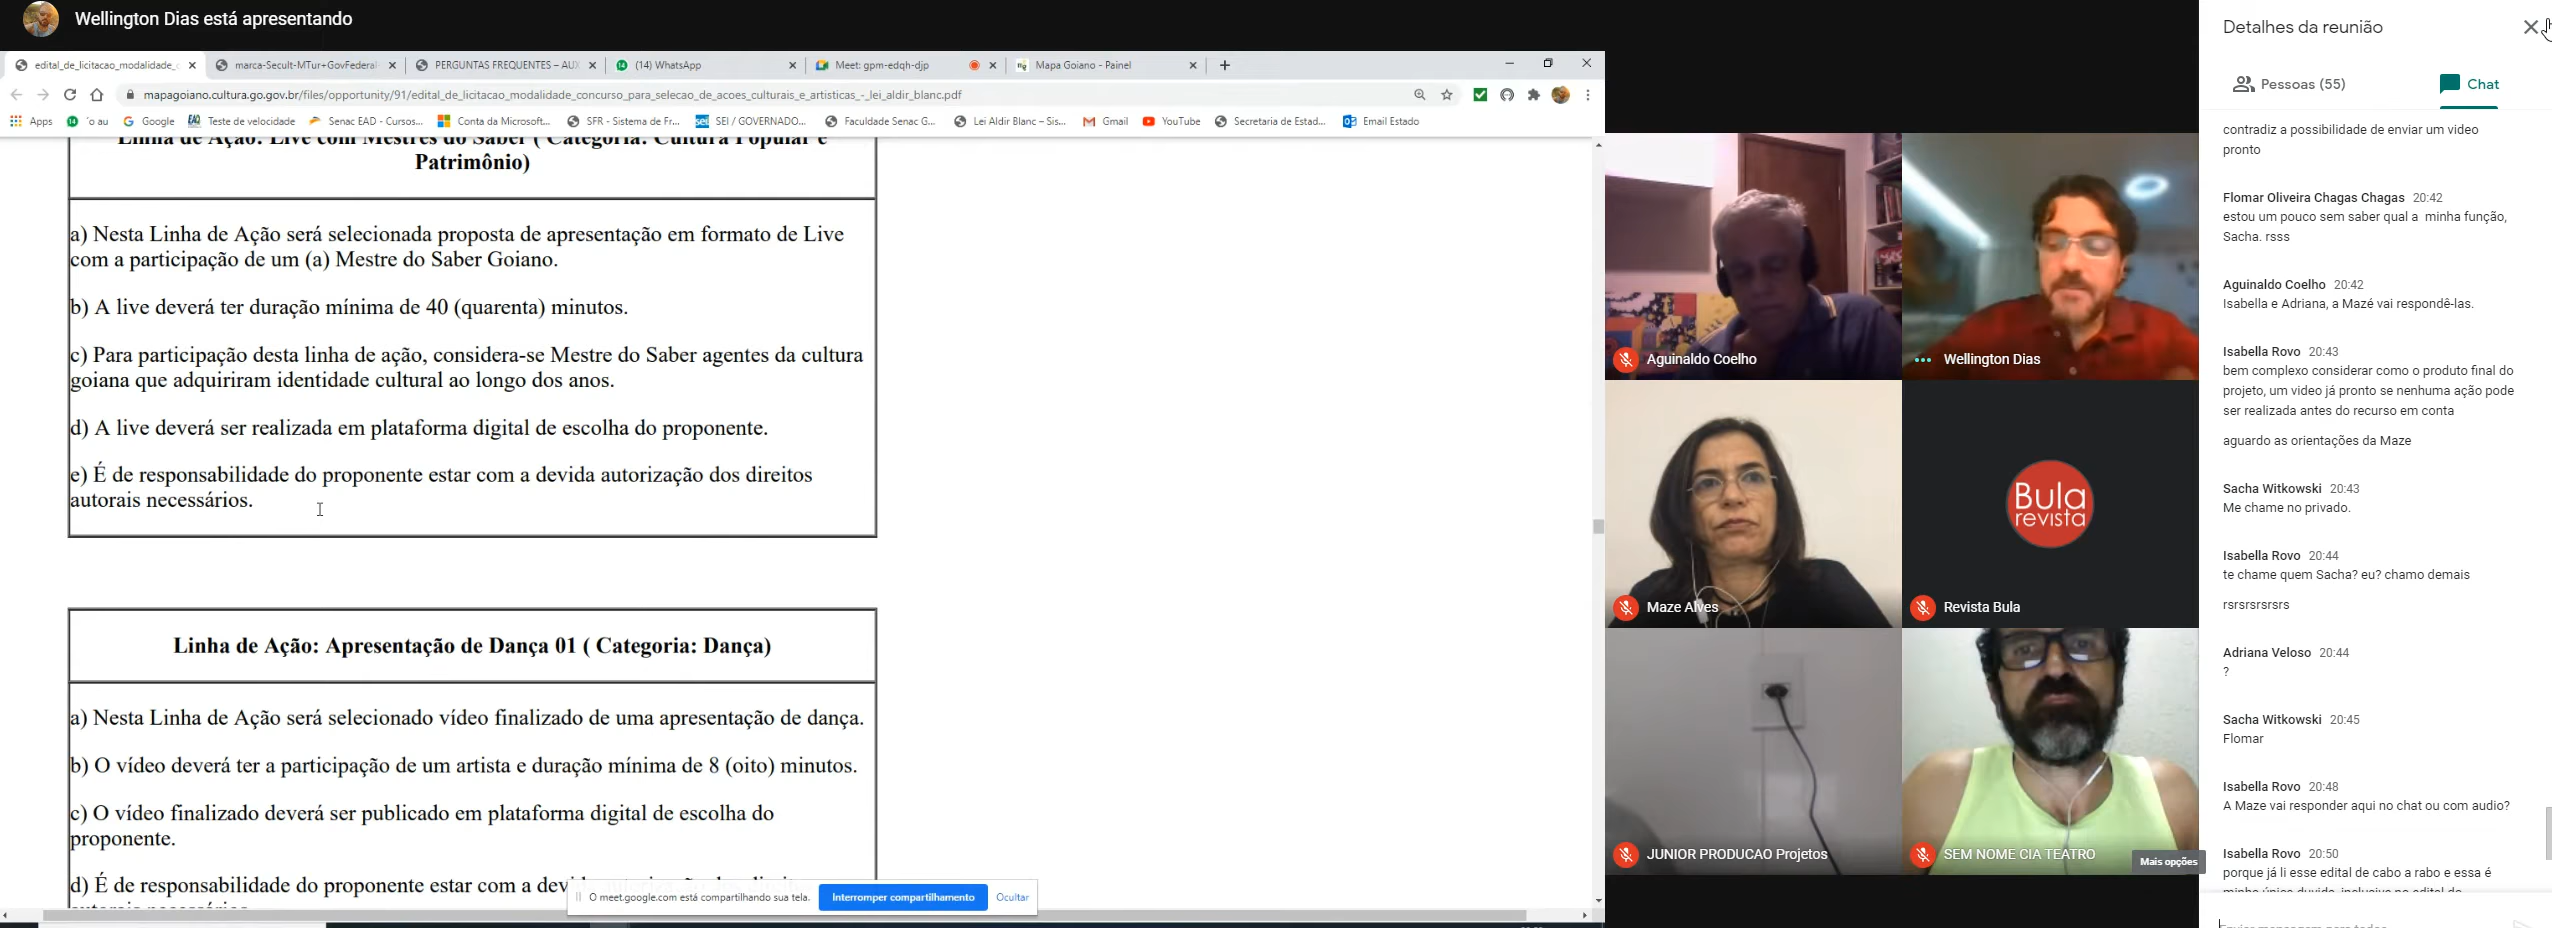 Wellington Dias está apresentando
edital_de_licitacao_modalidade_c
marca-Secult-MTur+GovFederal
PERGUNTAS FREQUENTES – AUX
(14) WhatsApp
Meet: gpm-edqh-djp
Mapa Goiano - Painel
mapagoiano.cultura.go.gov.br/files/opportunity/91/edital_de_licitacao_modalidade_concurso_para_selecao_de_acoes_culturais_e_artisticas_-_lei_aldir_blanc.pdf
Apps
'o au
Google
Teste de velocidade
Senac EAD - Cursos...
Conta da Microsoft...
SFR - Sistema de Fr...
SEI / GOVERNADO...
Faculdade Senac G...
Lei Aldir Blanc – Sis...
Gmail
YouTube
Secretaria de Estad...
Email Estado
Linha de Ação: Live com Mestres do Saber ( Categoria: Cultura Popular e
Patrimônio)
a) Nesta Linha de Ação será selecionada proposta de apresentação em formato de Live
com a participação de um (a) Mestre do Saber Goiano.
b) A live deverá ter duração mínima de 40 (quarenta) minutos.
c) Para participação desta linha de ação, considera-se Mestre do Saber agentes da cultura
goiana que adquiriram identidade cultural ao longo dos anos.
d) A live deverá ser realizada em plataforma digital de escolha do proponente.
e) É de responsabilidade do proponente estar com a devida autorização dos direitos
autorais necessários.
Linha de Ação: Apresentação de Dança 01 ( Categoria: Dança)
a) Nesta Linha de Ação será selecionado vídeo finalizado de uma apresentação de dança.
b) O vídeo deverá ter a participação de um artista e duração mínima de 8 (oito) minutos.
c) O vídeo finalizado deverá ser publicado em plataforma digital de escolha do
proponente.
d) É de responsabilidade do proponente estar com a
O meet.google.com está compartilhando sua tela.
Interromper compartilhamento
Ocultar
Aguinaldo Coelho
Wellington Dias
Maze Alves
Bula
revista
Revista Bula
JUNIOR PRODUCAO Projetos
SEM NOME CIA TEATRO
Mais opções
Detalhes da reunião
Pessoas (55)
Chat
contradiz a possibilidade de enviar um video
pronto
Flomar Oliveira Chagas Chagas 20:42
estou um pouco sem saber qual a minha função,
Sacha. rsss
Aguinaldo Coelho 20:42
Isabella e Adriana, a Mazé vai respondê-las.
Isabella Rovo 20:43
bem complexo considerar como o produto final do
projeto, um video já pronto se nenhuma ação pode
ser realizada antes do recurso em conta
aguardo as orientações da Maze
Sacha Witkowski 20:43
Me chame no privado.
Isabella Rovo 20:44
te chame quem Sacha? eu? chamo demais
rsrsrsrsrsrs
Adriana Veloso 20:44
?
Sacha Witkowski 20:45
Flomar
Isabella Rovo 20:48
A Maze vai responder aqui no chat ou com audio?
Isabella Rovo 20:50
porque já li esse edital de cabo a rabo e essa é